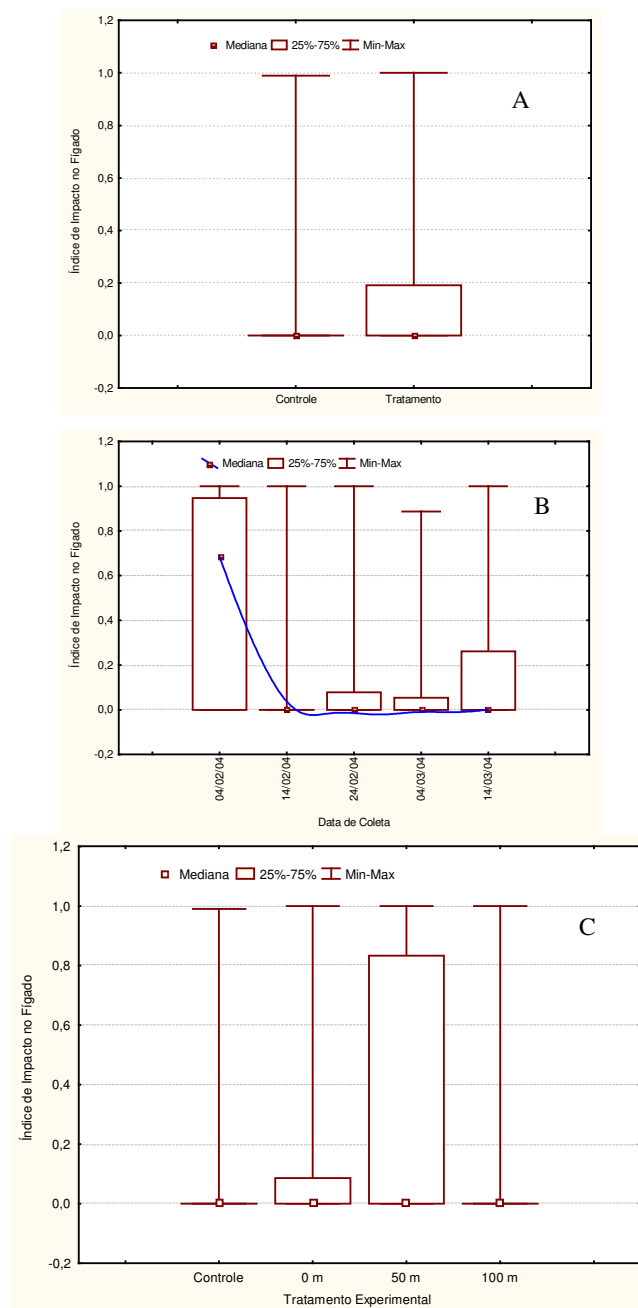 1,2
Mediana 25%-75% Min-Max
1,0
A
0,8
0,6
0,4
0,2
0,0
-0,2
Índice de Impacto no Fígado
Controle Tratamento
1,2
Mediana 25%-75% Min-Max
1,0
B
0,8
0,6
0,4
0,2
0,0
-0,2
Índice de Impacto no Fígado
04/02/04 14/02/04 24/02/04 04/03/04 14/03/04
Data de Coleta
1,2
Mediana 25%-75% Min-Max
1,0
C
0,8
0,6
0,4
0,2
0,0
-0,2
Índice de Impacto no Fígado
Controle 0 m 50 m 100 m
Tratamento Experimental